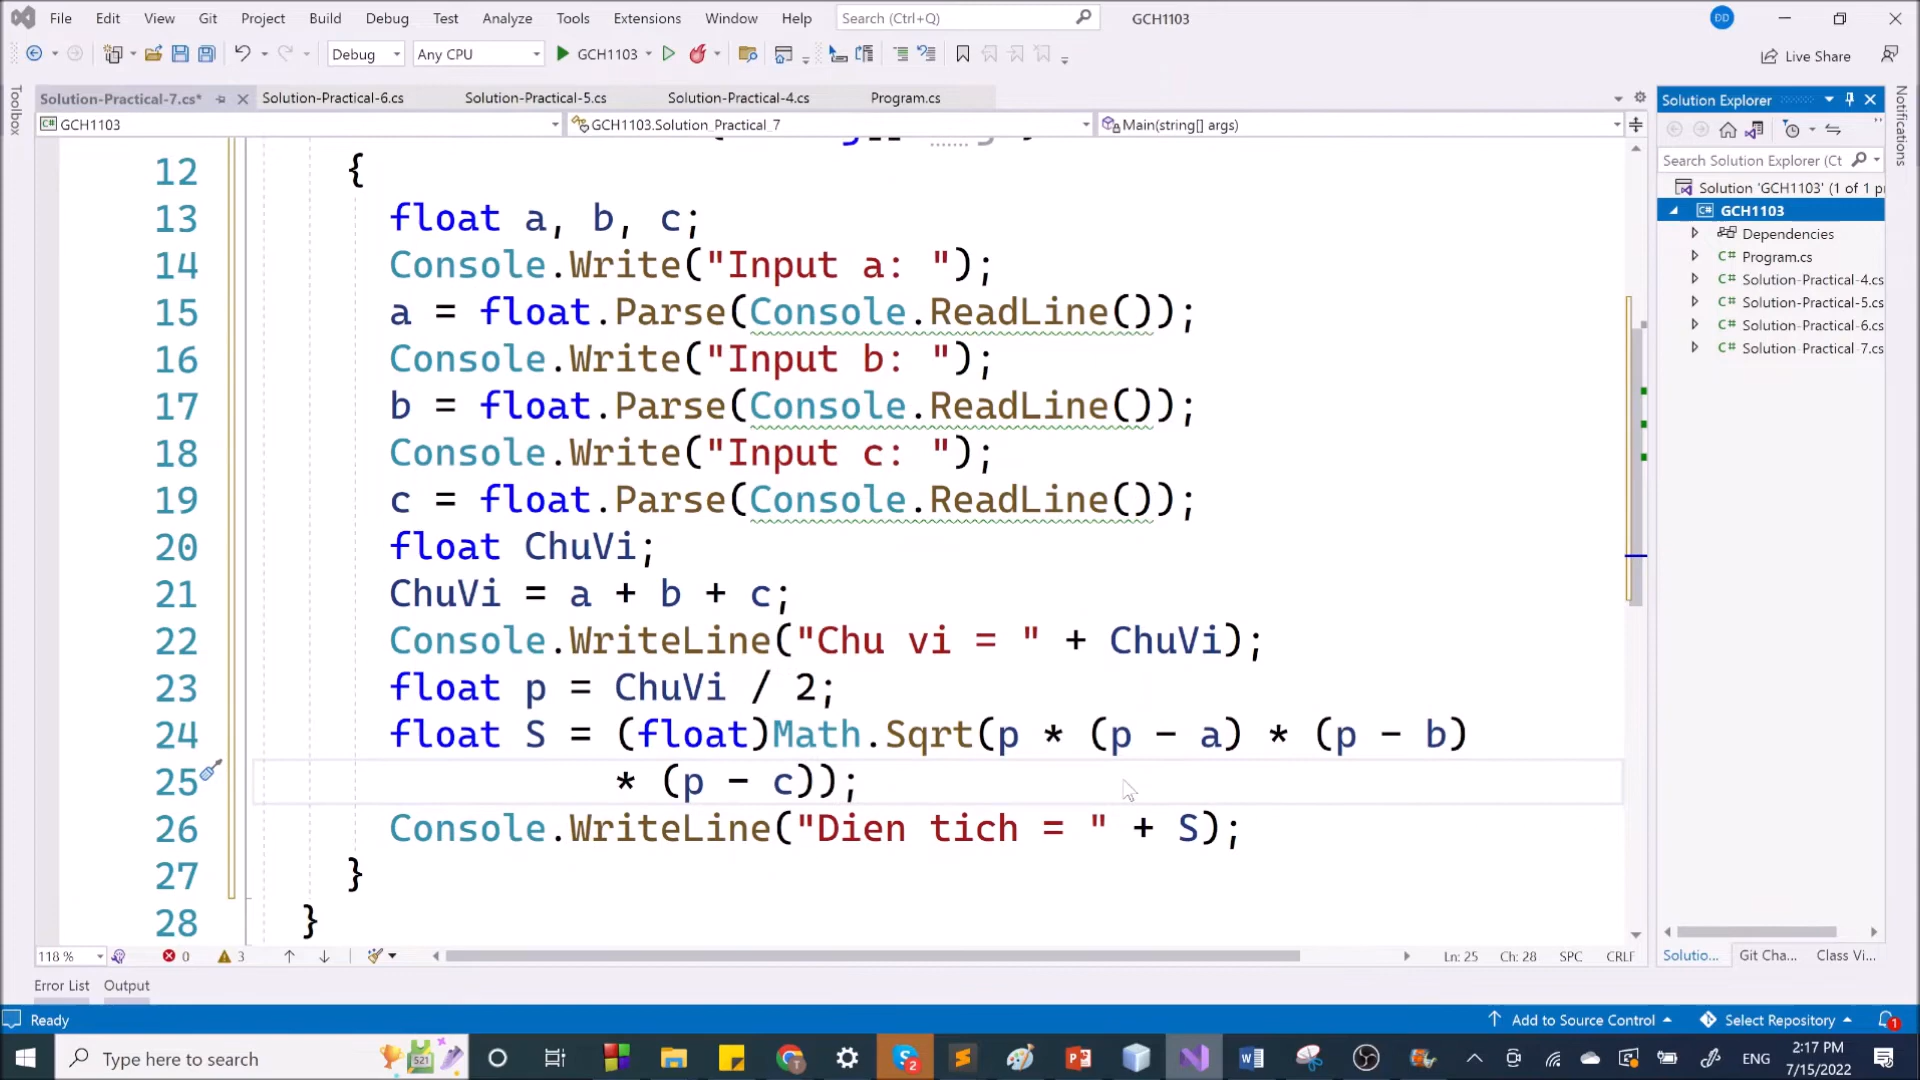 File Edit View Git Project Build Debug Test Analyze Tools Extensions Window Help Search (Ctrl+Q) GCH1103 DD
Debug Any CPU GCH1103 Live Share
Toolbox
Solution-Practical-7.cs* Solution-Practical-6.cs Solution-Practical-5.cs Solution-Practical-4.cs Program.cs
GCH1103 GCH1103.Solution_Practical_7 Main(string[] args)
12 {
13 float a, b, c;
14 Console.Write("Input a: ");
15 a = float.Parse(Console.ReadLine());
16 Console.Write("Input b: ");
17 b = float.Parse(Console.ReadLine());
18 Console.Write("Input c: ");
19 c = float.Parse(Console.ReadLine());
20 float ChuVi;
21 ChuVi = a + b + c;
22 Console.WriteLine("Chu vi = " + ChuVi);
23 float p = ChuVi / 2;
24 float S = (float)Math.Sqrt(p * (p - a) * (p - b)
25 * (p - c));
26 Console.WriteLine("Dien tich = " + S);
27 }
28 }
118 % 0 3 Ln: 25 Ch: 28 SPC CRLF
Error List Output
Solution Explorer
Search Solution Explorer (Ct
Solution 'GCH1103' (1 of 1 p
C# GCH1103
Dependencies
C# Program.cs
C# Solution-Practical-4.cs
C# Solution-Practical-5.cs
C# Solution-Practical-6.cs
C# Solution-Practical-7.cs
Solutio... Git Cha... Class Vi...
Notifications
Ready Add to Source Control Select Repository 1
Type here to search 521 2 ENG 2:17 PM
7/15/2022